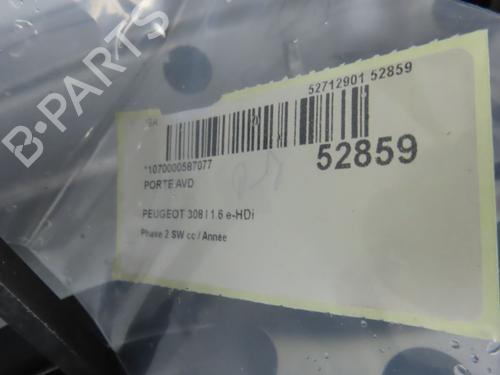 B-PARTS
52712901 52859
52859
*1070000587077
PORTE AVD
PEUGEOT 308 I 1.6 e-HDi
Phase 2 SW cc / Année